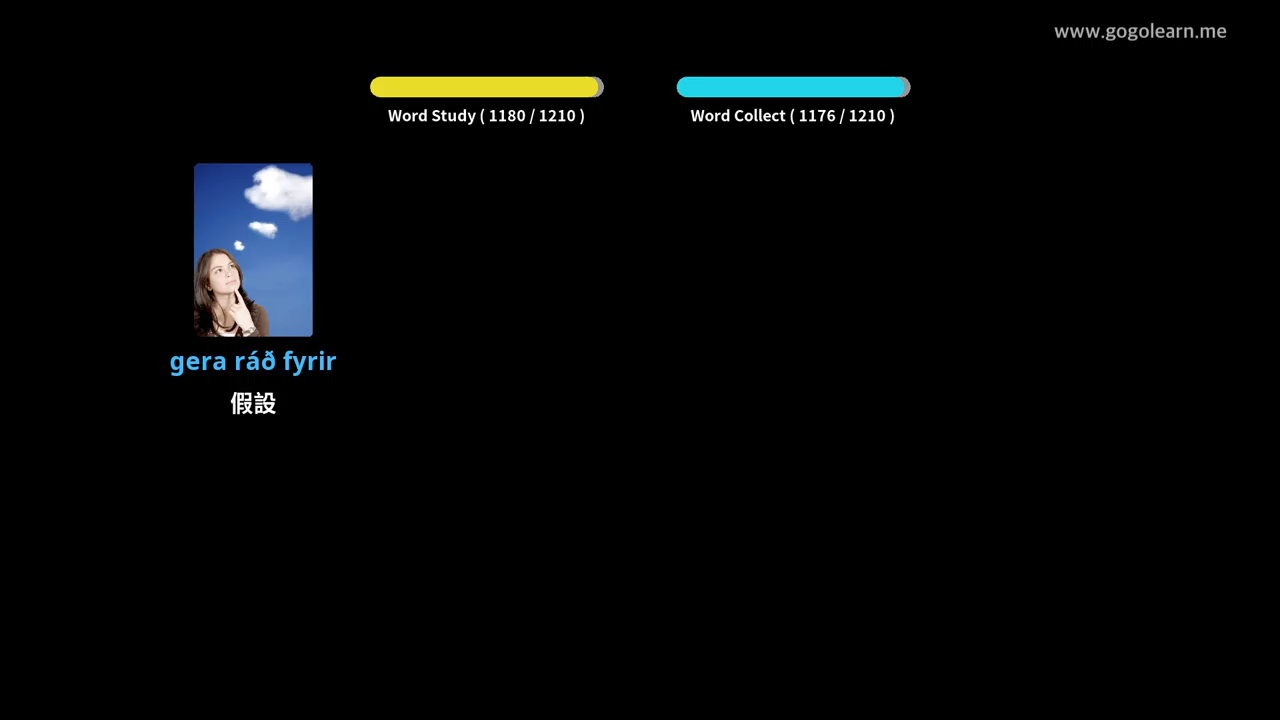 www.gogolearn.me
Word Study ( 1180 / 1210 )
Word Collect ( 1176 / 1210 )
gera ráð fyrir
假設